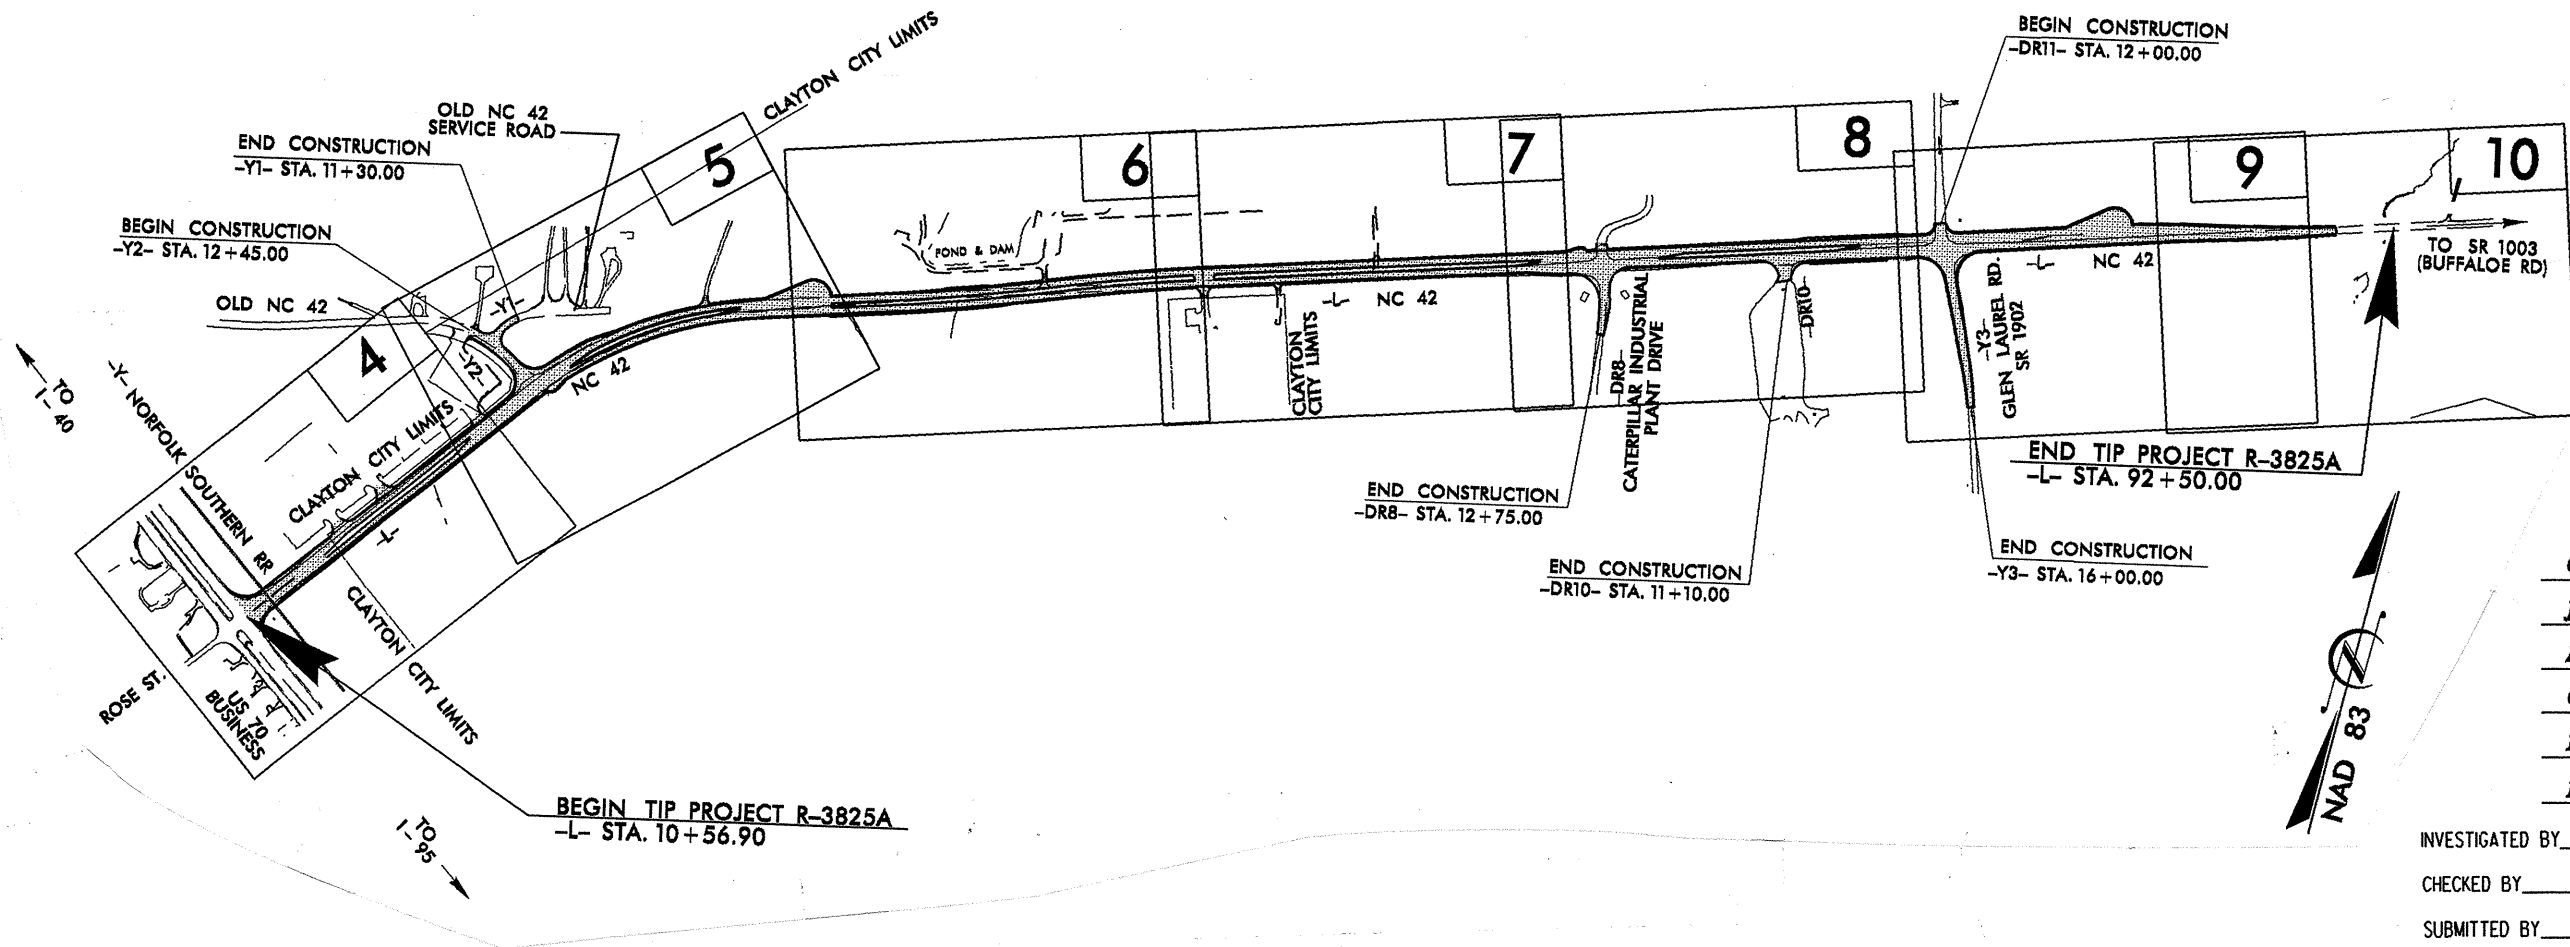 BEGIN CONSTRUCTION
-DR11- STA. 12+00.00
CLAYTON CITY LIMITS
OLD NC 42
SERVICE ROAD
END CONSTRUCTION
-Y1- STA. 11+30.00
BEGIN CONSTRUCTION
-Y2- STA. 12+45.00
OLD NC 42
4
5
6
7
8
9
10
-Y1-
-Y2-
POND & DAM
NC 42
-L- NC 42
-L- NC 42
TO SR 1003
(BUFFALOE RD)
TO
I-40
-Y- NORFOLK SOUTHERN RR
CLAYTON CITY LIMITS
-L-
CLAYTON CITY LIMITS
ROSE ST.
US 70
BUSINESS
CLAYTON
CITY LIMITS
-DR8-
CATERPILLAR INDUSTRIAL
PLANT DRIVE
-DR10-
-Y3-
GLEN LAUREL RD.
SR 1902
END TIP PROJECT R-3825A
-L- STA. 92+50.00
END CONSTRUCTION
-DR8- STA. 12+75.00
END CONSTRUCTION
-DR10- STA. 11+10.00
END CONSTRUCTION
-Y3- STA. 16+00.00
BEGIN TIP PROJECT R-3825A
-L- STA. 10+56.90
TO
I-95
NAD 83
INVESTIGATED BY
CHECKED BY
SUBMITTED BY